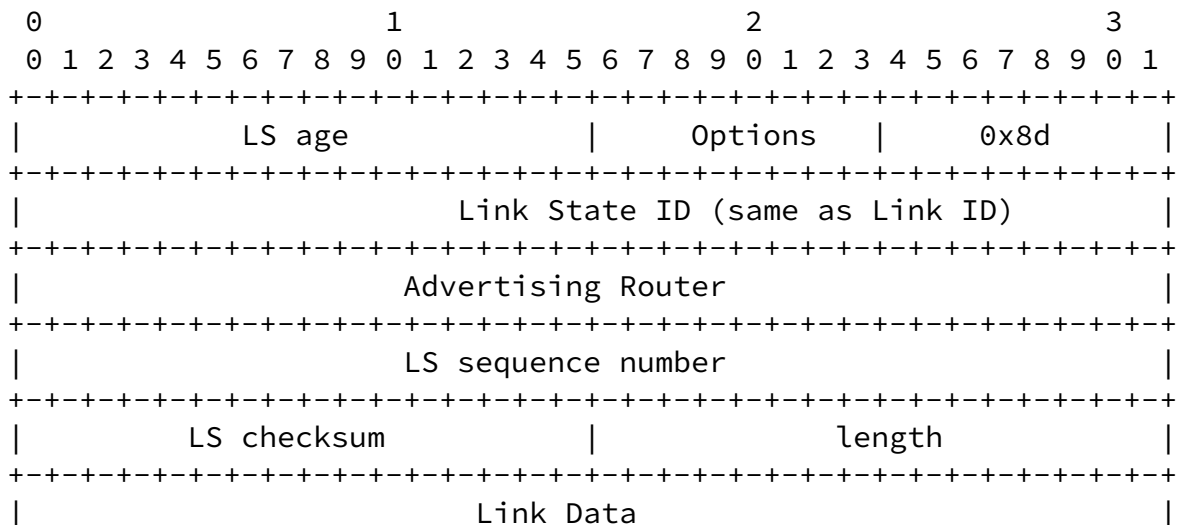 0                   1                   2                   3
0 1 2 3 4 5 6 7 8 9 0 1 2 3 4 5 6 7 8 9 0 1 2 3 4 5 6 7 8 9 0 1
+-+-+-+-+-+-+-+-+-+-+-+-+-+-+-+-+-+-+-+-+-+-+-+-+-+-+-+-+-+-+-+-+
|            LS age             |     Options   |     0x8d      |
+-+-+-+-+-+-+-+-+-+-+-+-+-+-+-+-+-+-+-+-+-+-+-+-+-+-+-+-+-+-+-+-+
|                        Link State ID (same as Link ID)        |
+-+-+-+-+-+-+-+-+-+-+-+-+-+-+-+-+-+-+-+-+-+-+-+-+-+-+-+-+-+-+-+-+
|                     Advertising Router                        |
+-+-+-+-+-+-+-+-+-+-+-+-+-+-+-+-+-+-+-+-+-+-+-+-+-+-+-+-+-+-+-+-+
|                     LS sequence number                        |
+-+-+-+-+-+-+-+-+-+-+-+-+-+-+-+-+-+-+-+-+-+-+-+-+-+-+-+-+-+-+-+-+
|         LS checksum           |             length            |
+-+-+-+-+-+-+-+-+-+-+-+-+-+-+-+-+-+-+-+-+-+-+-+-+-+-+-+-+-+-+-+-+
|                         Link Data                             |